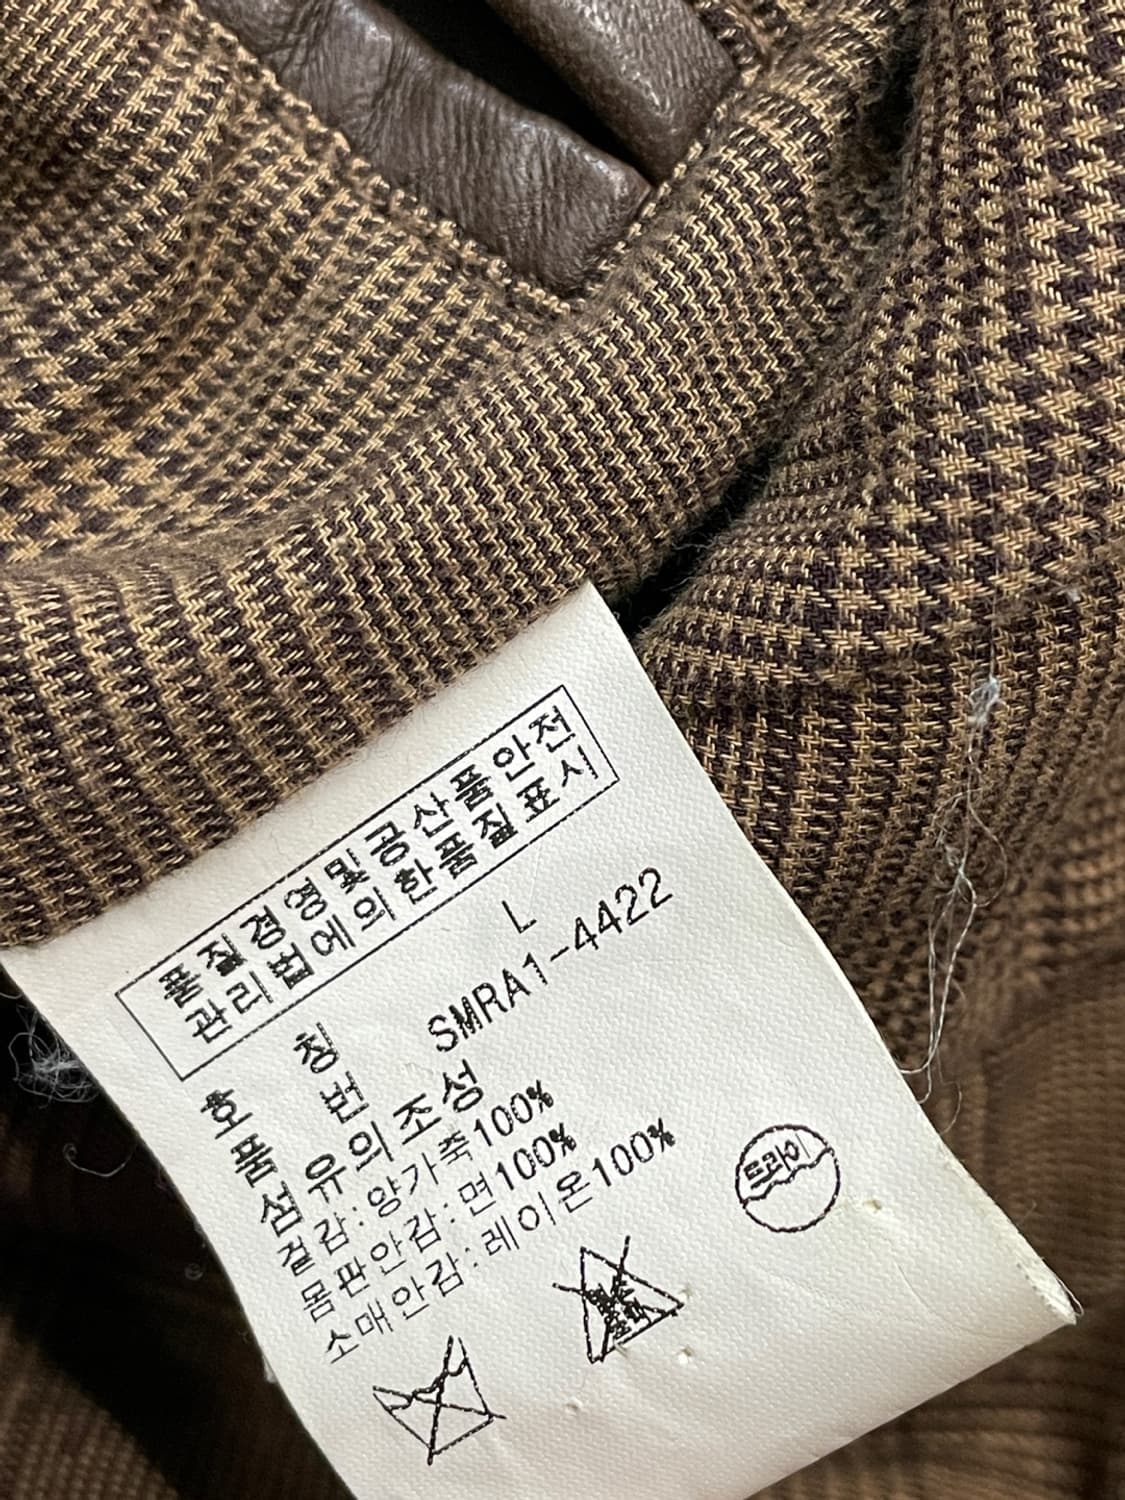 품질경영및공산품안전
관리법에의한품질표시
호 칭 L
품 번 SMRA1-4422
섬유의조성
겉 감:양가죽100%
몸판안감:면100%
소매안감:레이온100%
드라이